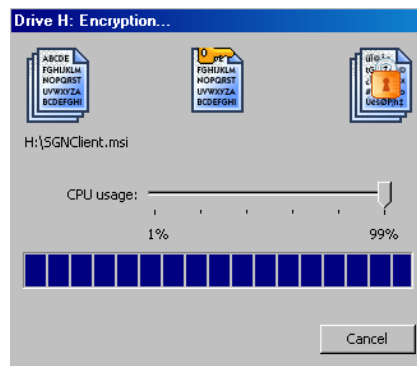 Drive H: Encryption...
ABCDE
FGHIJKLM
NOPQRST
UVWXYZA
BCDEFGHI
FGHIJKLM
NOPQRST
UVWXYZA
BCDEFGHI
H:\SGNClient.msi
CPU usage:
1%
99%
Cancel